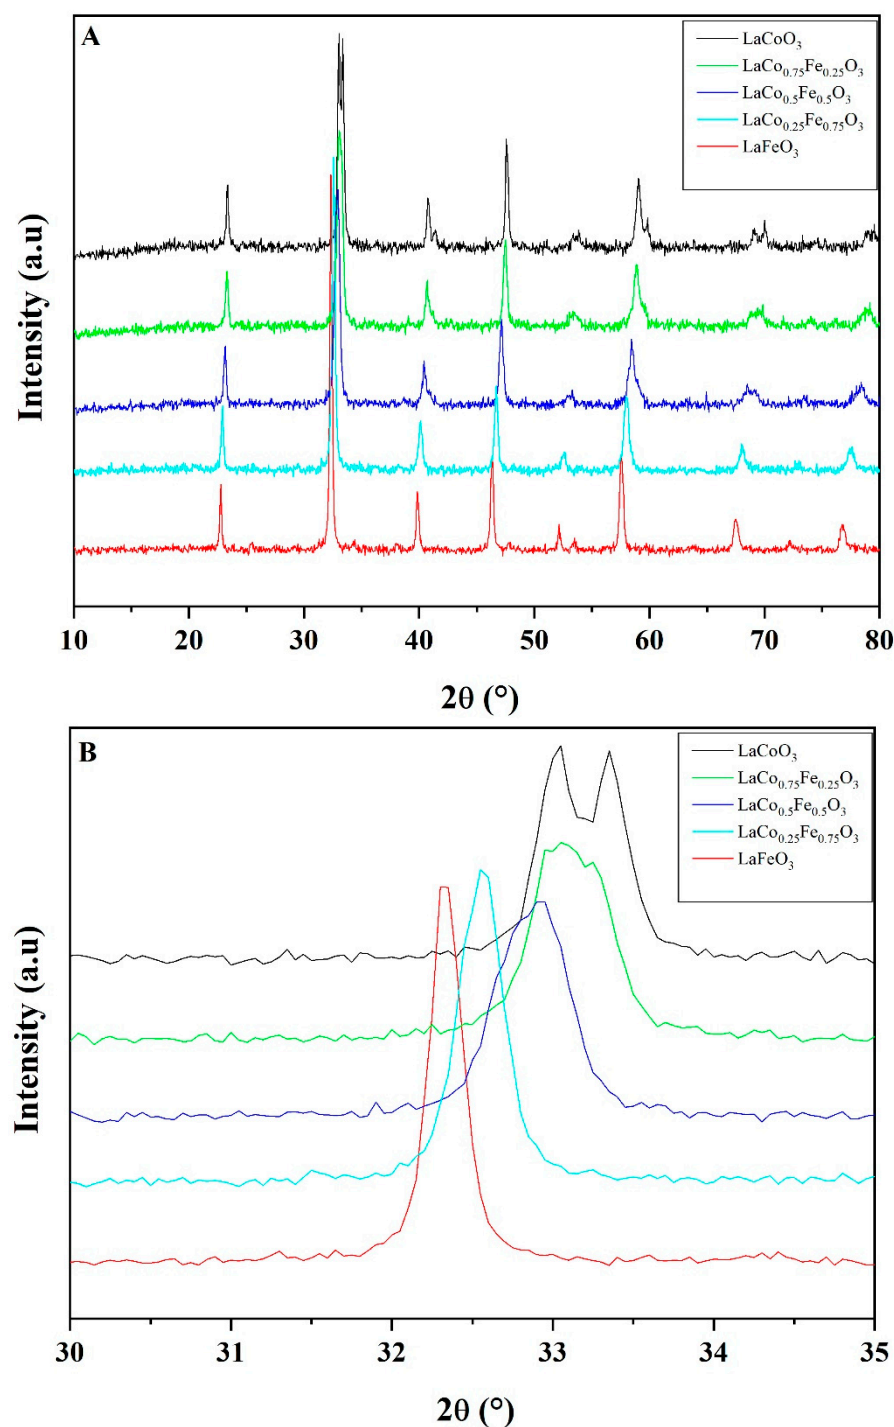 A
LaCoO₃
LaCo₀.₇₅Fe₀.₂₅O₃
LaCo₀.₅Fe₀.₅O₃
LaCo₀.₂₅Fe₀.₇₅O₃
LaFeO₃
Intensity (a.u)
10 20 30 40 50 60 70 80
2θ (°)
B
LaCoO₃
LaCo₀.₇₅Fe₀.₂₅O₃
LaCo₀.₅Fe₀.₅O₃
LaCo₀.₂₅Fe₀.₇₅O₃
LaFeO₃
Intensity (a.u)
30 31 32 33 34 35
2θ (°)